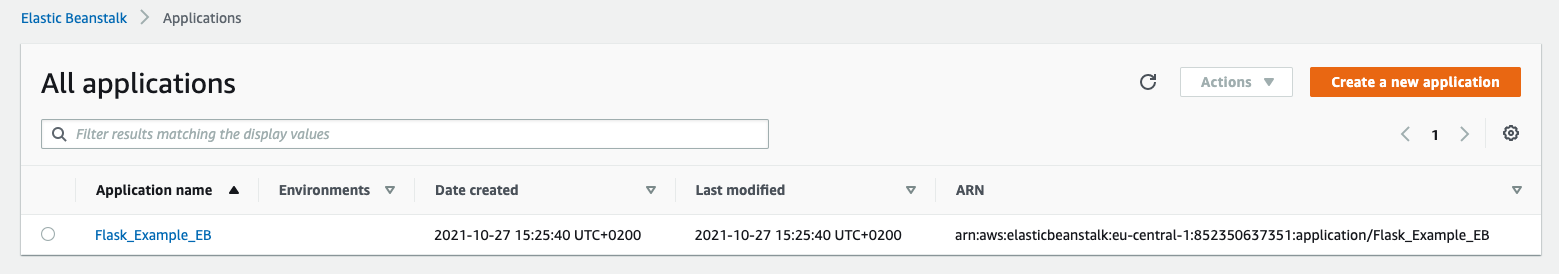 Elastic Beanstalk > Applications
All applications
Actions
Create a new application
Filter results matching the display values
1
Application name Environments Date created Last modified ARN
Flask_Example_EB 2021-10-27 15:25:40 UTC+0200 2021-10-27 15:25:40 UTC+0200 arn:aws:elasticbeanstalk:eu-central-1:852350637351:application/Flask_Example_EB